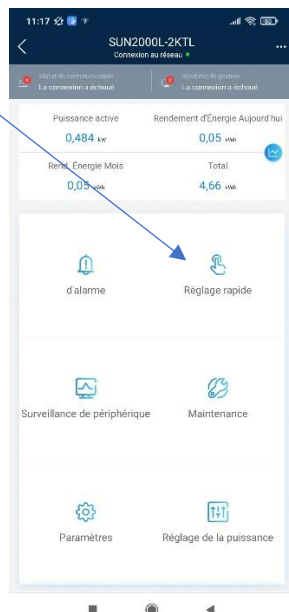 11:17
SUN2000L-2KTL
Connexion au réseau
Statut de communication
La connexion a échoué
Système de gestion
La connexion a échoué
Puissance active
Rendement d'Énergie Aujourd'hui
0,484 kW
0,05 kWh
Rend. Énergie Mois
Total
0,05 kWh
4,66 kWh
d'alarme
Réglage rapide
Surveillance de périphérique
Maintenance
Paramètres
Réglage de la puissance